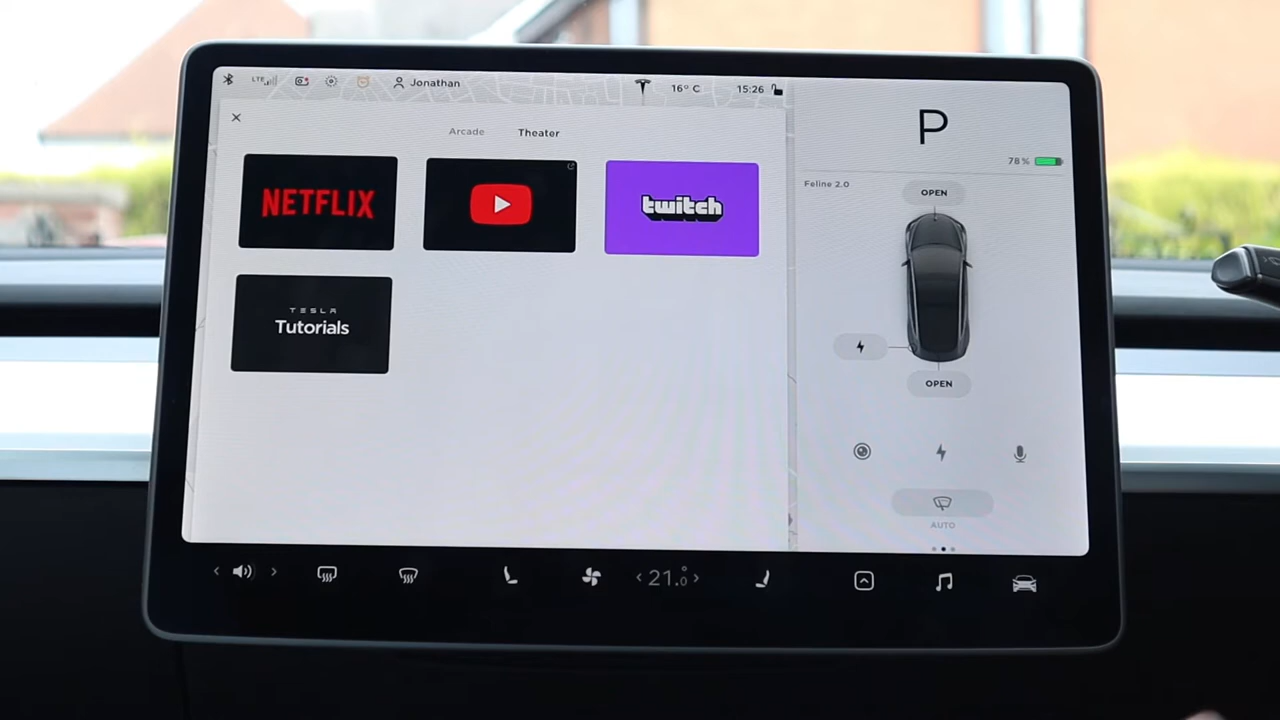 LTE Jonathan 16° C 15:26
Arcade Theater
NETFLIX
twitch
TESLA
Tutorials
P
78 %
Feline 2.0
OPEN
OPEN
AUTO
21.0°